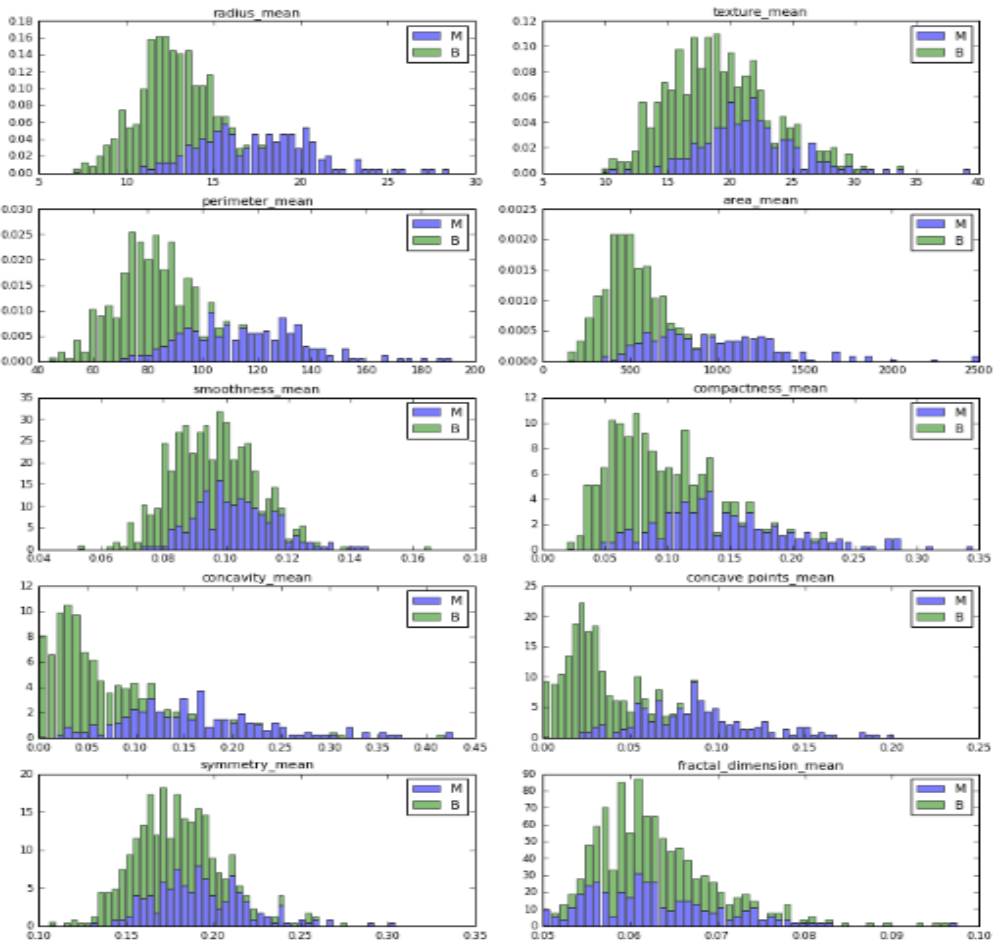 radius_mean
0.18
0.16
0.14
0.12
0.10
0.08
0.06
0.04
0.02
0.00
5 10 15 20 25 30
M
B
texture_mean
0.12
0.10
0.08
0.06
0.04
0.02
0.00
5 10 15 20 25 30 35 40
M
B
perimeter_mean
0.030
0.025
0.020
0.015
0.010
0.005
0.000
40 60 80 100 120 140 160 180 200
M
B
area_mean
0.0025
0.0020
0.0015
0.0010
0.0005
0.0000
0 500 1000 1500 2000 2500
M
B
smoothness_mean
35
30
25
20
15
10
5
0
0.04 0.06 0.08 0.10 0.12 0.14 0.16 0.18
M
B
compactness_mean
12
10
8
6
4
2
0
0.00 0.05 0.10 0.15 0.20 0.25 0.30 0.35
M
B
concavity_mean
12
10
8
6
4
2
0
0.00 0.05 0.10 0.15 0.20 0.25 0.30 0.35 0.40 0.45
M
B
concave points_mean
25
20
15
10
5
0
0.00 0.05 0.10 0.15 0.20 0.25
M
B
symmetry_mean
20
15
10
5
0
0.10 0.15 0.20 0.25 0.30 0.35
M
B
fractal_dimension_mean
90
80
70
60
50
40
30
20
10
0
0.05 0.06 0.07 0.08 0.09 0.10
M
B